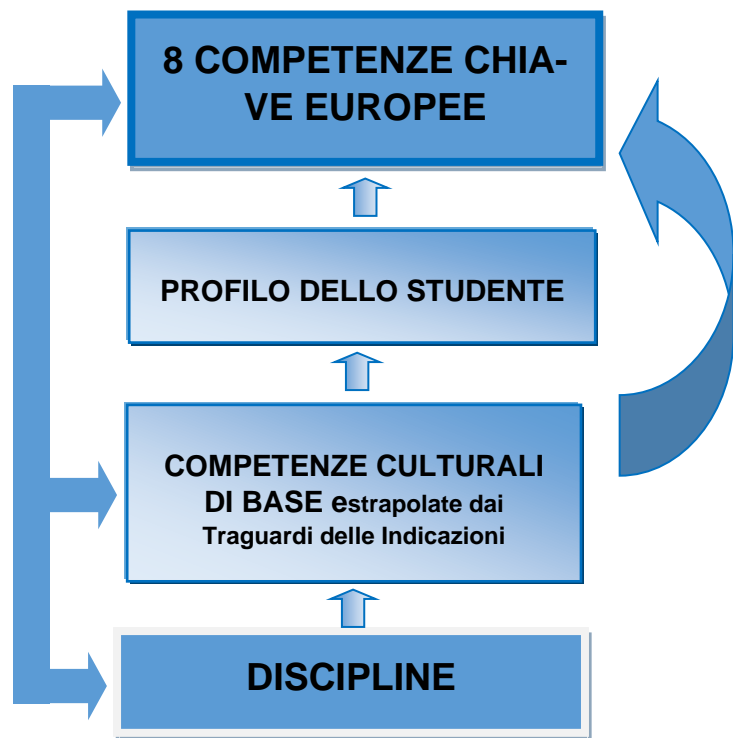 8 COMPETENZE CHIA-
VE EUROPEE
PROFILO DELLO STUDENTE
COMPETENZE CULTURALI
DI BASE estrapolate dai
Traguardi delle Indicazioni
DISCIPLINE